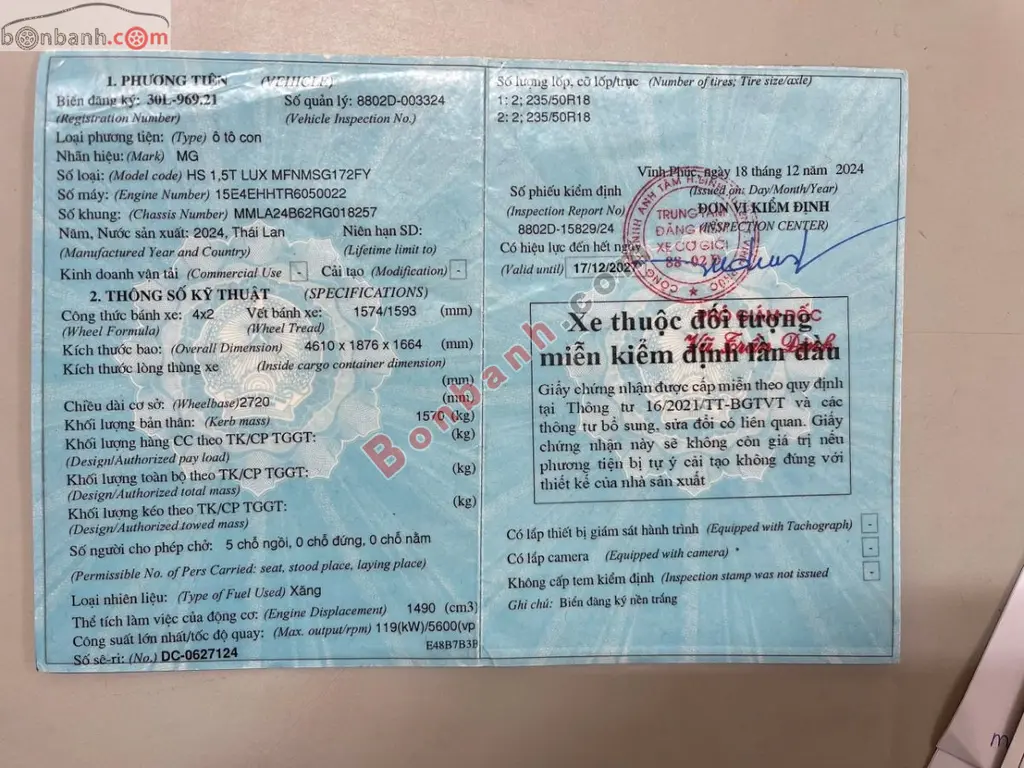 bonbanh.com
1. PHƯƠNG TIỆN (VEHICLE)
Biển đăng ký: 30L-969.21 Số quản lý: 8802D-003324
(Registration Number) (Vehicle Inspection No.)
Loại phương tiện: (Type) ô tô con
Nhãn hiệu: (Mark) MG
Số loại: (Model code) HS 1,5T LUX MFNMSG172FY
Số máy: (Engine Number) 15E4EHHTR6050022
Số khung: (Chassis Number) MMLA24B62RG018257
Năm, Nước sản xuất: 2024, Thái Lan Niên hạn SD:
(Manufactured Year and Country) (Lifetime limit to)
Kinh doanh vận tải (Commercial Use - Cải tạo (Modification) -
2. THÔNG SỐ KỸ THUẬT (SPECIFICATIONS)
Công thức bánh xe: 4x2 Vết bánh xe: 1574/1593 (mm)
(Wheel Formula) (Wheel Tread)
Kích thước bao: (Overall Dimension) 4610 x 1876 x 1664 (mm)
Kích thước lòng thùng xe (Inside cargo container dimension)
(mm)
Chiều dài cơ sở: (Wheelbase)2720
Khối lượng bản thân: (Kerb mass) 1570 (kg)
Khối lượng hàng CC theo TK/CP TGGT: (kg)
(Design/Authorized pay load)
Khối lượng toàn bộ theo TK/CP TGGT: (kg)
(Design/Authorized total mass)
Khối lượng kéo theo TK/CP TGGT: (kg)
(Design/Authorized towed mass)
Số người cho phép chở: 5 chỗ ngồi, 0 chỗ đứng, 0 chỗ nằm
(Permissible No. of Pers Carried: seat, stood place, laying place)
Loại nhiên liệu: (Type of Fuel Used) Xăng
Thể tích làm việc của động cơ: (Engine Displacement) 1490 (cm3)
Công suất lớn nhất/tốc độ quay: (Max. output/rpm) 119(kW)/5600(vp
E48B7B3E
Số sê-ri: (No.) DC-0627124
Số lượng lốp, cỡ lốp/trục (Number of tires; Tire size/axle)
1: 2; 235/50R18
2: 2; 235/50R18
Vĩnh Phúc, ngày 18 tháng 12 năm 2024
Số phiếu kiểm định (Issued on: Day/Month/Year)
(Inspection Report No) ĐƠN VỊ KIỂM ĐỊNH
8802D-15829/24 (INSPECTION CENTER)
Có hiệu lực đến hết ngày
(Valid until) 17/12/2027
TRUNG TÂM
ĐĂNG KIỂM
XE CƠ GIỚI
88-02D
PHÓ GIÁM ĐỐC
Xe thuộc đối tượng
miễn kiểm định lần đầu
Giấy chứng nhận được cấp miễn theo quy định
tại Thông tư 16/2021/TT-BGTVT và các
thông tư bổ sung, sửa đổi có liên quan. Giấy
chứng nhận này sẽ không còn giá trị nếu
phương tiện bị tự ý cải tạo không đúng với
thiết kế của nhà sản xuất
Có lắp thiết bị giám sát hành trình (Equipped with Tachograph) -
Có lắp camera (Equipped with camera) -
Không cấp tem kiểm định (Inspection stamp was not issued -
Ghi chú: Biển đăng ký nền trắng
Bonbanh.com